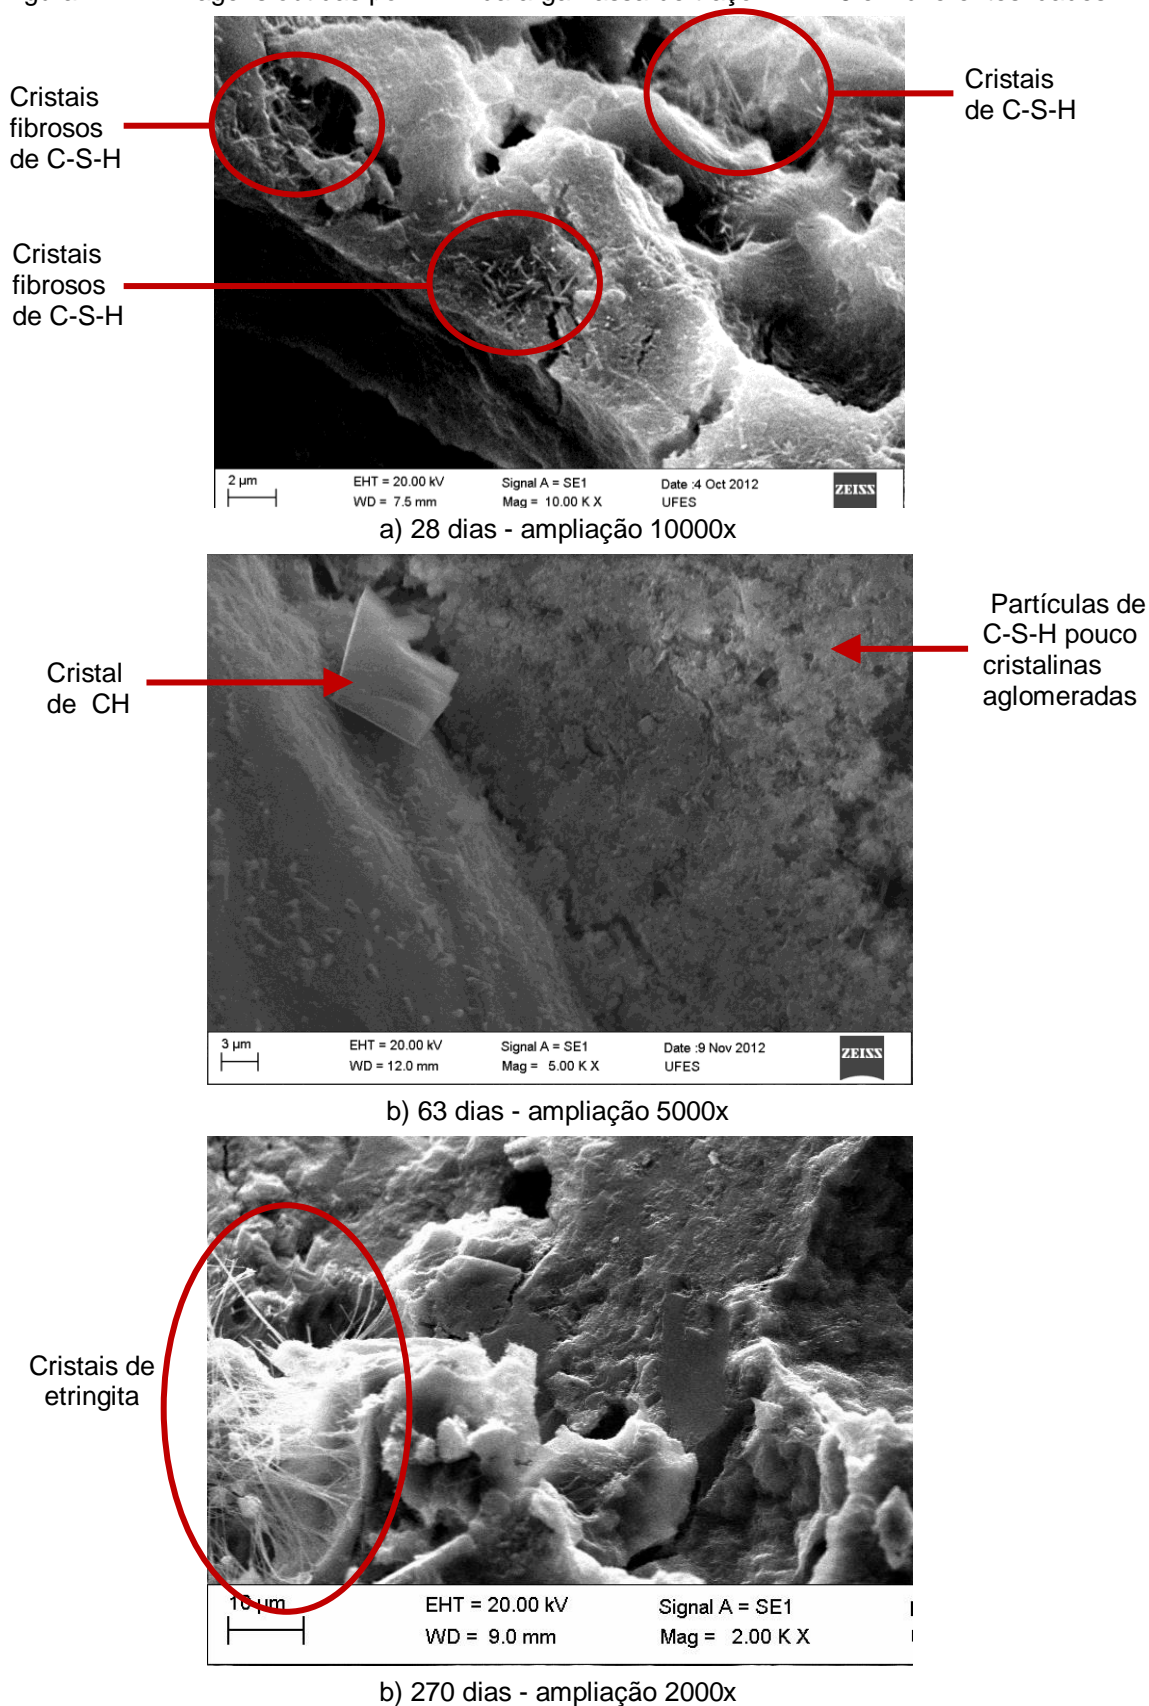 Cristais
fibrosos
de C-S-H
Cristais
de C-S-H
Cristais
fibrosos
de C-S-H
2 µm
EHT = 20.00 kV
Signal A = SE1
Date :4 Oct 2012
WD = 7.5 mm
Mag = 10.00 K X
UFES
ZEISS
a) 28 dias - ampliação 10000x
Cristal
de CH
Partículas de
C-S-H pouco
cristalinas
aglomeradas
3 µm
EHT = 20.00 kV
Signal A = SE1
Date :9 Nov 2012
WD = 12.0 mm
Mag = 5.00 K X
UFES
ZEISS
b) 63 dias - ampliação 5000x
Cristais de
etringita
10 µm
EHT = 20.00 kV
Signal A = SE1
WD = 9.0 mm
Mag = 2.00 K X
b) 270 dias - ampliação 2000x